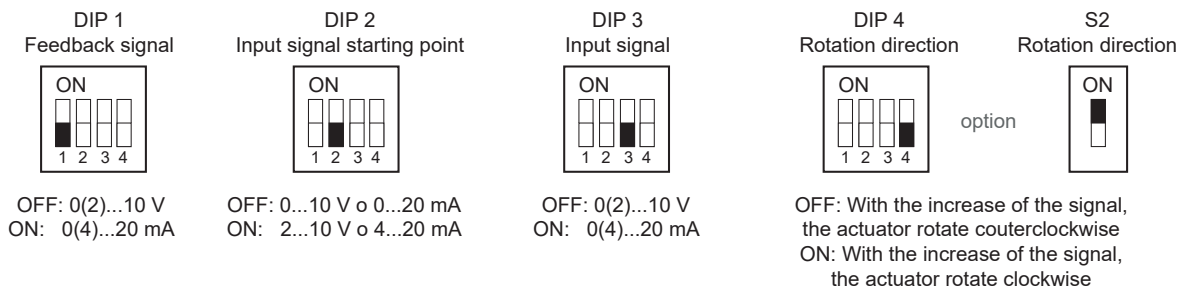 DIP 1
Feedback signal
ON
1 2 3 4
OFF: 0(2)...10 V
ON: 0(4)...20 mA
DIP 2
Input signal starting point
ON
1 2 3 4
OFF: 0...10 V o 0...20 mA
ON: 2...10 V o 4...20 mA
DIP 3
Input signal
ON
1 2 3 4
OFF: 0(2)...10 V
ON: 0(4)...20 mA
DIP 4
Rotation direction
ON
1 2 3 4
option
S2
Rotation direction
ON
OFF: With the increase of the signal,
the actuator rotate couterclockwise
ON: With the increase of the signal,
the actuator rotate clockwise